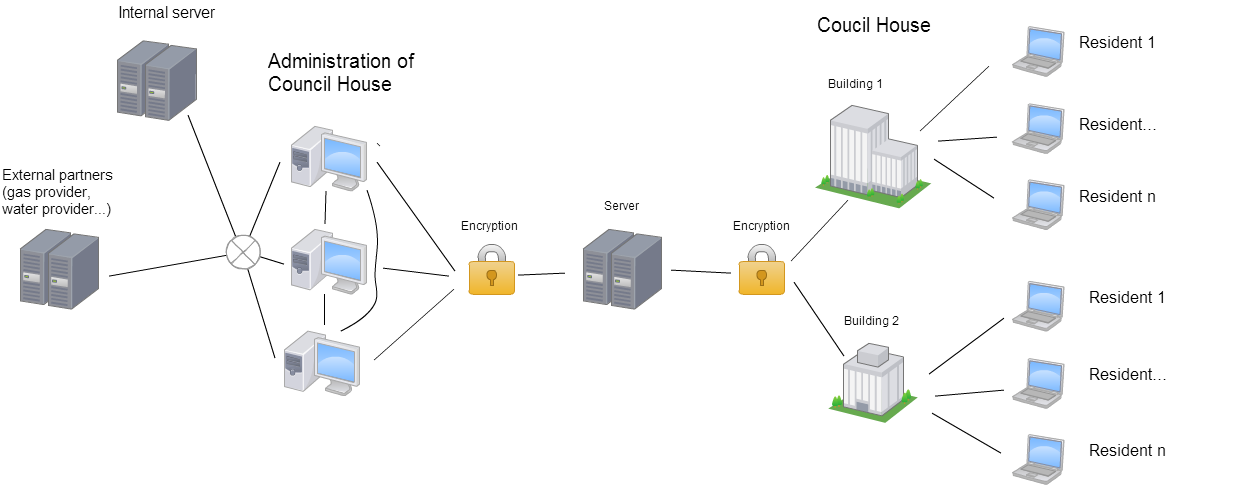 Internal server
Administration of
Council House
External partners
(gas provider,
water provider...)
Encryption
Server
Encryption
Coucil House
Building 1
Resident 1
Resident...
Resident n
Building 2
Resident 1
Resident...
Resident n